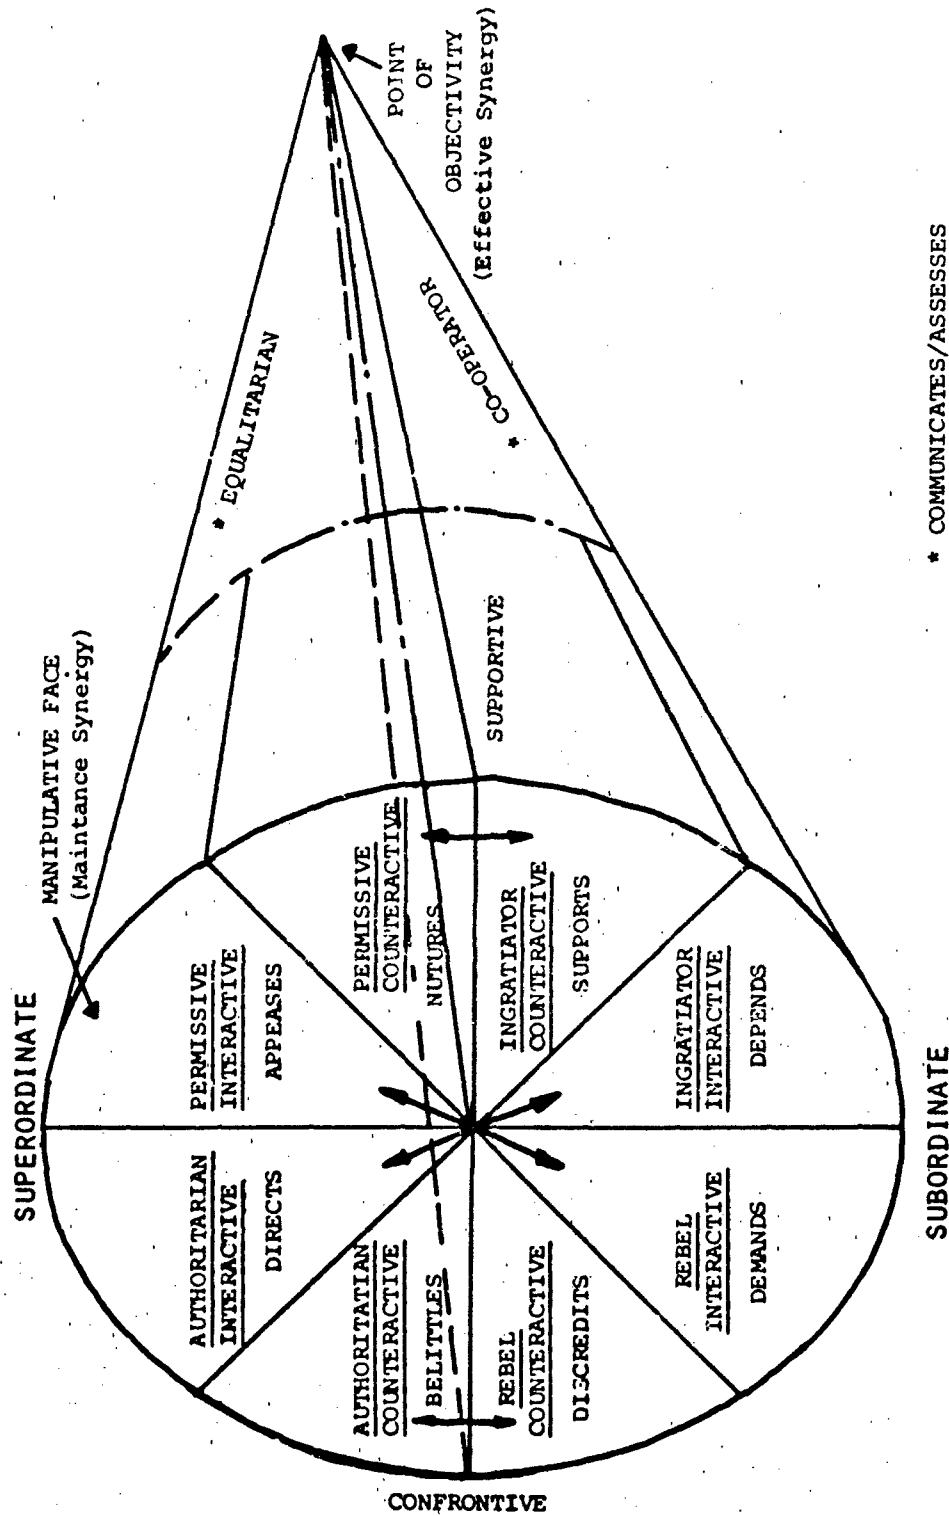 SUPERORDINATE
MANIPULATIVE FACE
(Maintance Synergy)
AUTHORITARIAN
INTERACTIVE
DIRECTS
PERMISSIVE
INTERACTIVE
APPEASES
* EQUALITARIAN
POINT
OF
OBJECTIVITY
(Effective Synergy)
AUTHORITATIAN
COUNTERACTIVE
BELITTLES
PERMISSIVE
COUNTERACTIVE
NUTURES
CONFRONTIVE
SUPPORTIVE
* CO-OPERATOR
REBEL
COUNTERACTIVE
DISCREDITS
INGRATIATOR
COUNTERACTIVE
SUPPORTS
REBEL
INTERACTIVE
DEMANDS
INGRATIATOR
INTERACTIVE
DEPENDS
SUBORDINATE
* COMMUNICATES/ASSESSES